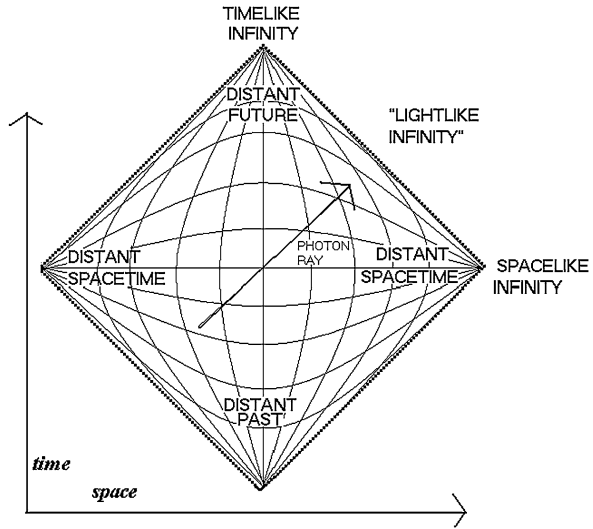 TIMELIKE
INFINITY
DISTANT
FUTURE
"LIGHTLIKE
INFINITY"
PHOTON
RAY
DISTANT
SPACETIME
DISTANT
SPACETIME
SPACELIKE
INFINITY
DISTANT
PAST
time
space